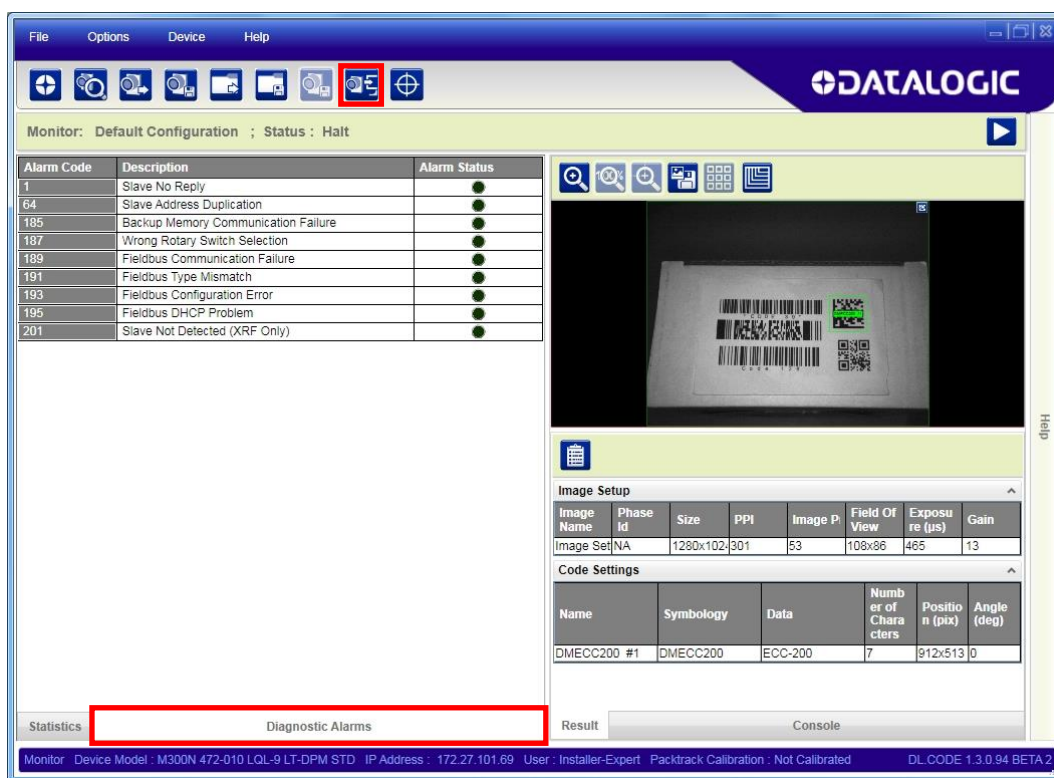 File Options Device Help
DATALOGIC
Monitor: Default Configuration ; Status : Halt
Alarm Code Description Alarm Status
1 Slave No Reply
64 Slave Address Duplication
185 Backup Memory Communication Failure
187 Wrong Rotary Switch Selection
189 Fieldbus Communication Failure
191 Fieldbus Type Mismatch
193 Fieldbus Configuration Error
195 Fieldbus DHCP Problem
201 Slave Not Detected (XRF Only)
Help
Image Setup
Image Name Phase Id Size PPI Image P Field Of View Exposu re (µs) Gain
Image Set NA 1280x102 301 53 108x86 465 13
Code Settings
Name Symbology Data Numb er of Chara cters Positio n (pix) Angle (deg)
DMECC200 #1 DMECC200 ECC-200 7 912x513 0
Statistics Diagnostic Alarms Result Console
Monitor Device Model : M300N 472-010 LQL-9 LT-DPM STD IP Address : 172.27.101.69 User : Installer-Expert Packtrack Calibration : Not Calibrated DL.CODE 1.3.0.94 BETA 2